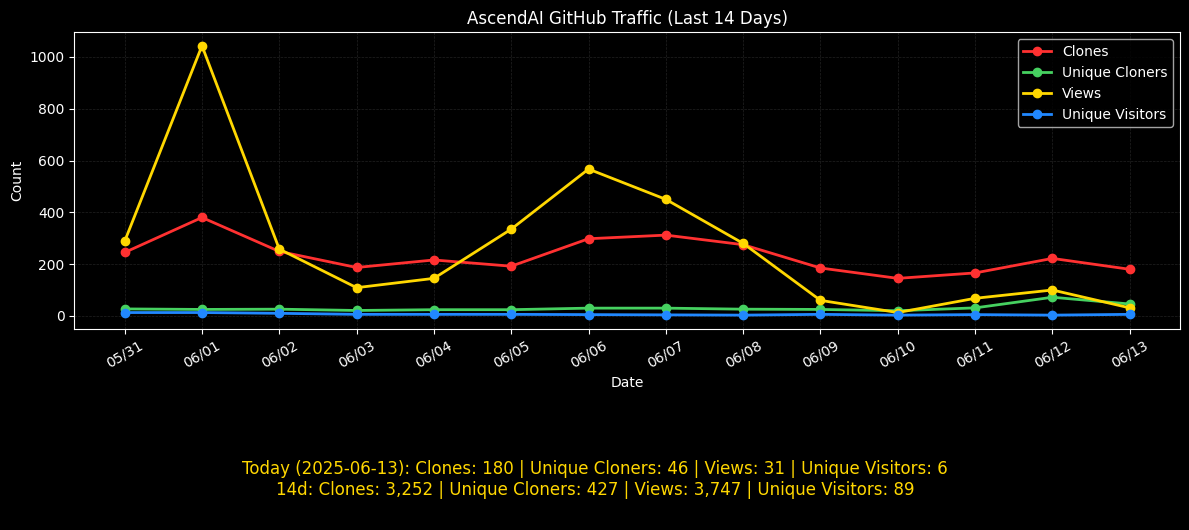 AscendAI GitHub Traffic (Last 14 Days)
Clones
Unique Cloners
Views
Unique Visitors
Count
1000
800
600
400
200
0
05/31 06/01 06/02 06/03 06/04 06/05 06/06 06/07 06/08 06/09 06/10 06/11 06/12 06/13
Date
Today (2025-06-13): Clones: 180 | Unique Cloners: 46 | Views: 31 | Unique Visitors: 6
14d: Clones: 3,252 | Unique Cloners: 427 | Views: 3,747 | Unique Visitors: 89